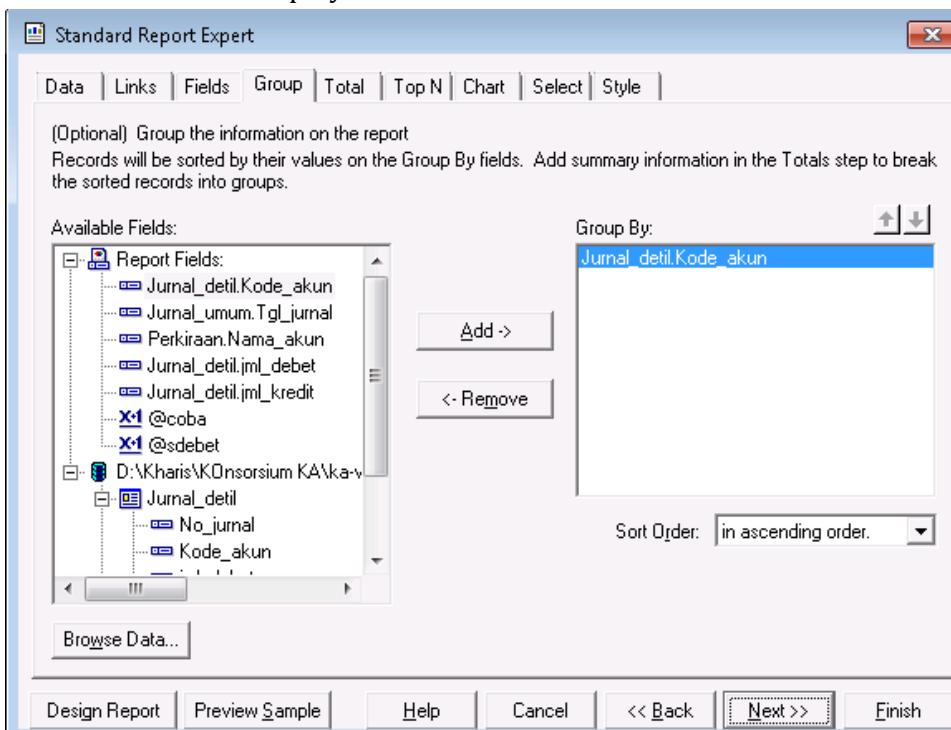 Standard Report Expert
Data Links Fields Group Total Top N Chart Select Style
(Optional) Group the information on the report
Records will be sorted by their values on the Group By fields. Add summary information in the Totals step to break
the sorted records into groups.
Available Fields:
Report Fields:
Jurnal_detil.Kode_akun
Jurnal_umum.Tgl_jurnal
Perkiraan.Nama_akun
Jurnal_detil.jml_debet
Jurnal_detil.jml_kredit
@coba
@sdebet
D:\Kharis\KOnsorsium KA\ka-v
Jurnal_detil
No_jurnal
Kode_akun
Add ->
<- Remove
Group By:
Jurnal_detil.Kode_akun
Sort Order: in ascending order.
Browse Data...
Design Report Preview Sample Help Cancel << Back Next >> Finish